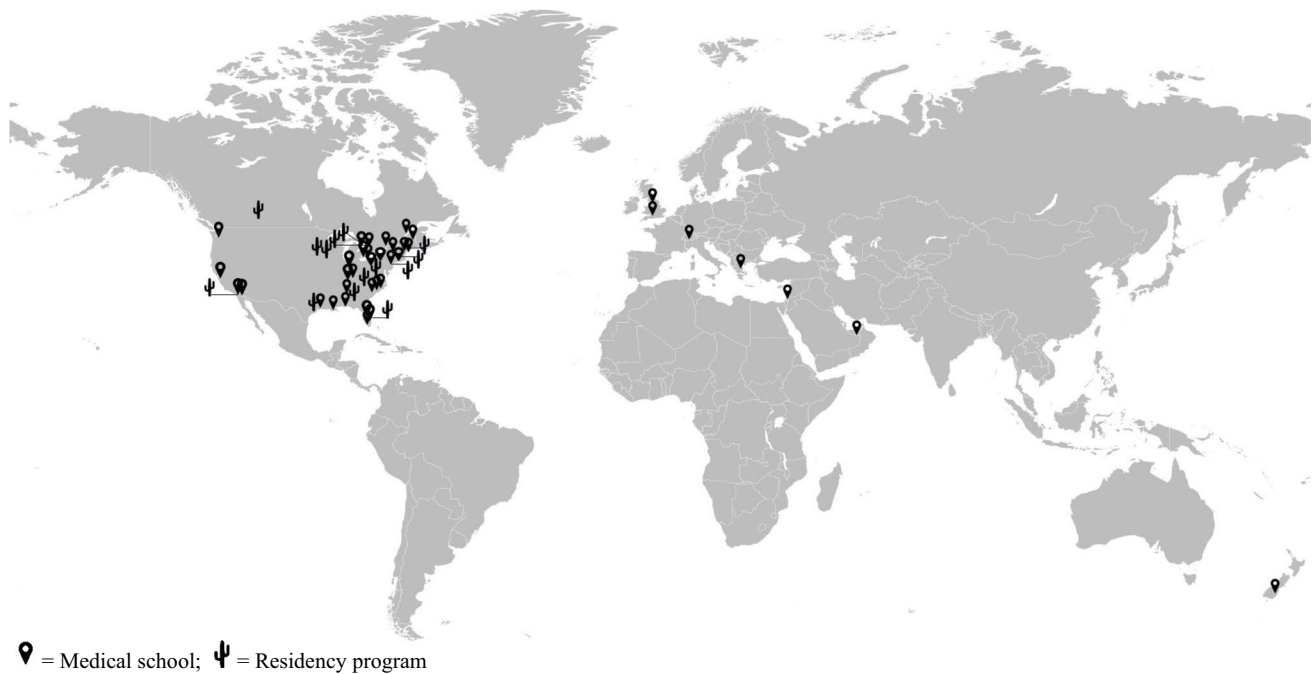 = Medical school; = Residency program